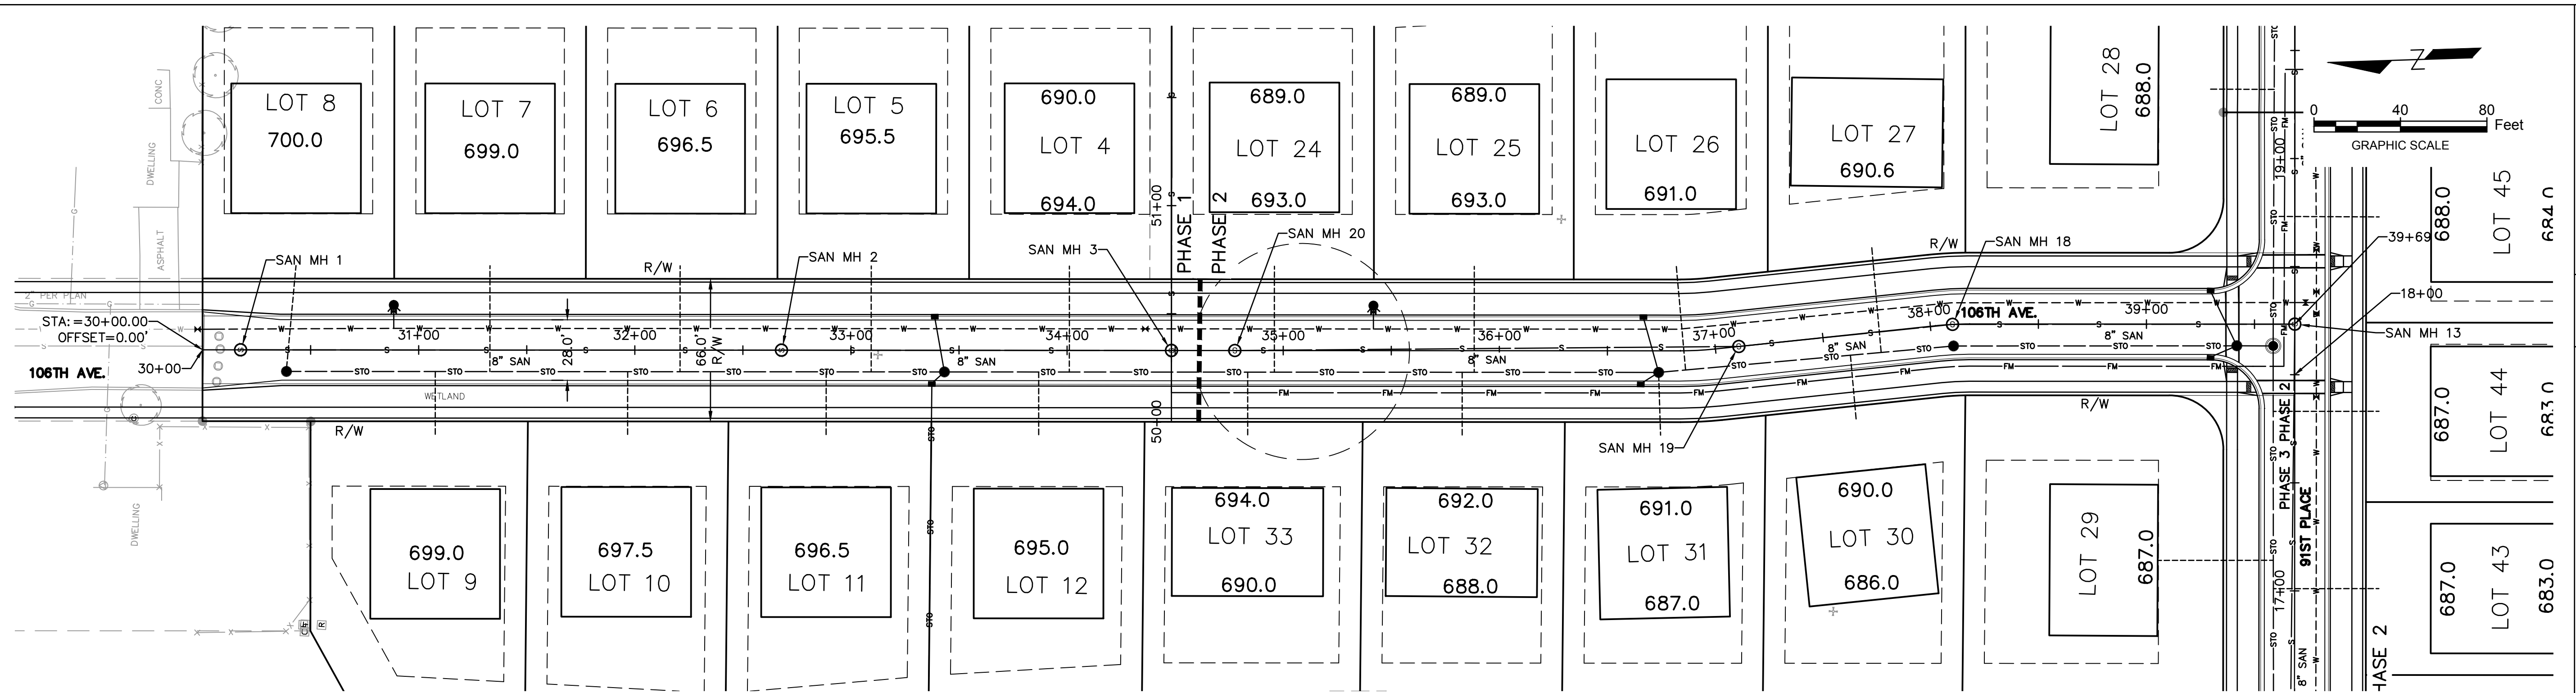 LOT 8
700.0
LOT 7
699.0
LOT 6
696.5
LOT 5
695.5
690.0
LOT 4
694.0
689.0
LOT 24
693.0
689.0
LOT 25
693.0
LOT 26
691.0
LOT 27
690.6
LOT 28
688.0
CONC
DWELLING
ASPHALT
Z
0 40 80
Feet
GRAPHIC SCALE
19+00
688.0
LOT 45
684.0
PHASE 1
PHASE 2
51+00
SAN MH 1
R/W
SAN MH 2
SAN MH 3
SAN MH 20
R/W
SAN MH 18
39+69
18+00
SAN MH 13
2" PER PLAN
STA:=30+00.00
OFFSET=0.00'
30+00
106TH AVE.
31+00
32+00
33+00
34+00
35+00
36+00
37+00
38+00
39+00
106TH AVE.
8" SAN
8" SAN
8" SAN
8" SAN
8" SAN
28.0'
66.0'
R/W
WETLAND
R/W
50+00
SAN MH 19
R/W
PHASE 3
PHASE 2
91ST PLACE
17+00
8" SAN
PHASE 2
687.0
LOT 44
683.0
687.0
LOT 43
683.0
DWELLING
699.0
LOT 9
697.5
LOT 10
696.5
LOT 11
695.0
LOT 12
694.0
LOT 33
690.0
692.0
LOT 32
688.0
691.0
LOT 31
687.0
690.0
LOT 30
686.0
LOT 29
687.0